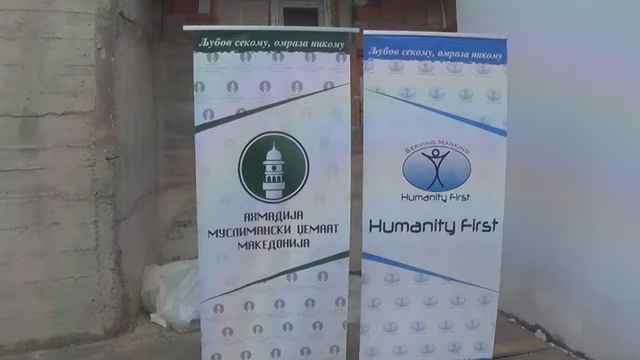 Љубов секому, омраза никому
АХМАДИЈА
МУСЛИМАНСКИ ЏЕМААТ
МАКЕДОНИЈА
Љубов секому, омраза никому
SERVING MANKIND
Humanity First
Humanity First